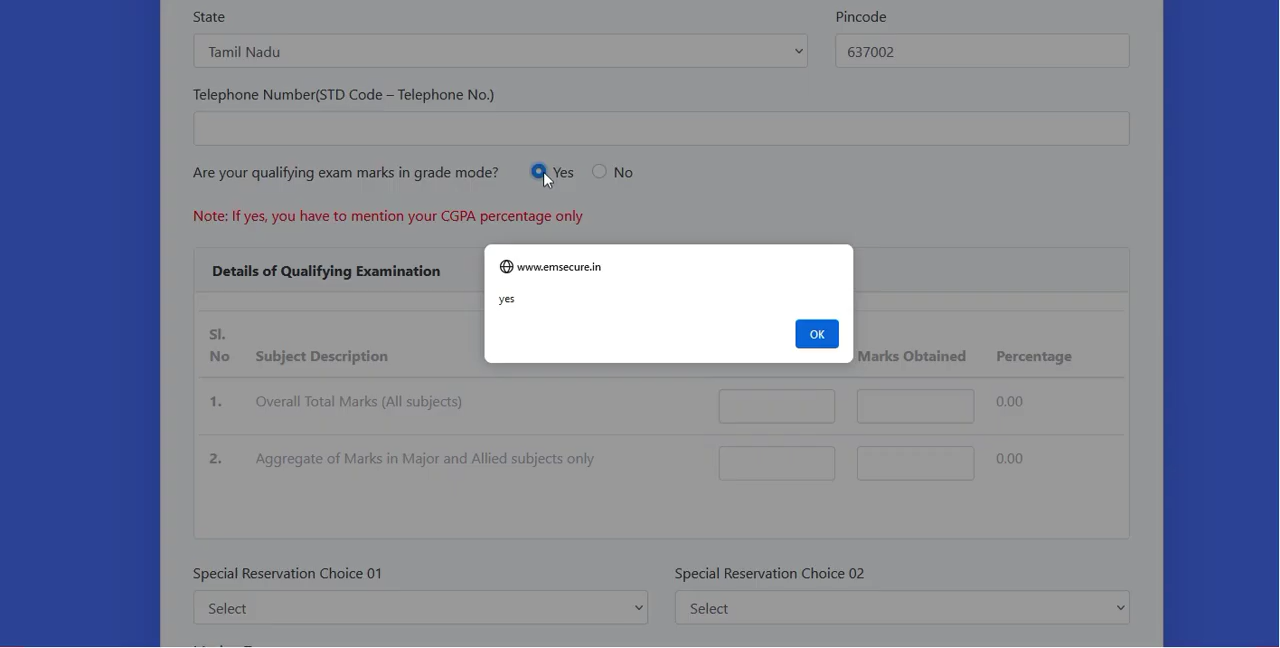 State Pincode
Tamil Nadu 637002
Telephone Number(STD Code – Telephone No.)
Are your qualifying exam marks in grade mode? Yes No
Note: If yes, you have to mention your CGPA percentage only
www.emsecure.in
yes
OK
Details of Qualifying Examination
Sl.
No Subject Description Marks Obtained Percentage
1. Overall Total Marks (All subjects) 0.00
2. Aggregate of Marks in Major and Allied subjects only 0.00
Special Reservation Choice 01 Special Reservation Choice 02
Select Select